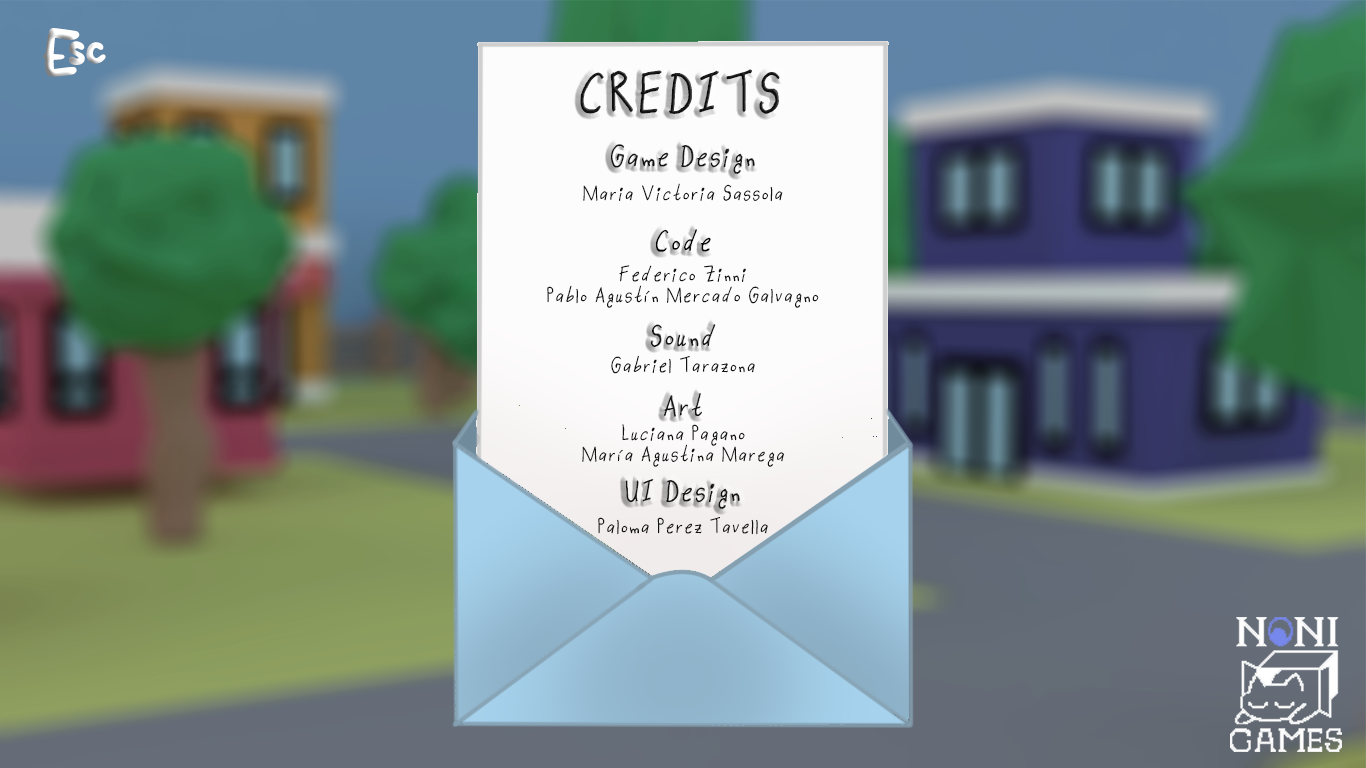 Esc
CREDITS
Game Design
Maria Victoria Sassola
Code
Federico Zinni
Pablo Agustín Mercado Galvagno
Sound
Gabriel Tarazona
Art
Luciana Pagano
María Agustina Marega
UI Design
Paloma Perez Tavella
NONI
GAMES